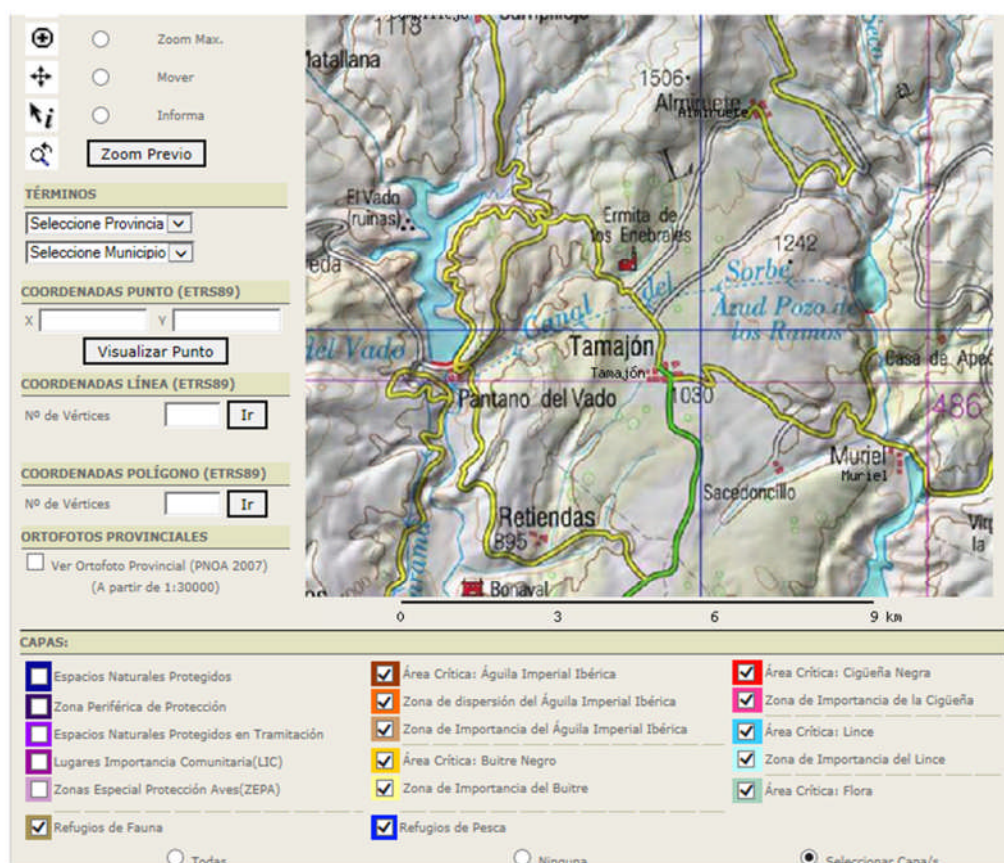 Zoom Max.
Mover
Informa
Zoom Previo
TÉRMINOS
Seleccione Provincia
Seleccione Municipio
COORDENADAS PUNTO (ETRS89)
X Y
Visualizar Punto
COORDENADAS LÍNEA (ETRS89)
Nº de Vértices Ir
COORDENADAS POLÍGONO (ETRS89)
Nº de Vértices Ir
ORTOFOTOS PROVINCIALES
Ver Ortofoto Provincial (PNOA 2007)
(A partir de 1:30000)
1118
Matallana
1506
Almiruete
Almiruete
L
a
El Vado
(ruinas)
Ermita de
los Enebrales
1242
Canal del Sorbe
Azud Pozo de
los Ramos
del Vado
Tamajón
Tamajón
1030
Casa de
Pantano del Vado
486
Muriel
Muriel
Sacedoncillo
Retiendas
895
Bonaval
0 3 6 9 km
CAPAS:
Espacios Naturales Protegidos
Zona Periférica de Protección
Espacios Naturales Protegidos en Tramitación
Lugares Importancia Comunitaria(LIC)
Zonas Especial Protección Aves(ZEPA)
Refugios de Fauna
Área Crítica: Águila Imperial Ibérica
Zona de dispersión del Águila Imperial Ibérica
Zona de Importancia del Águila Imperial Ibérica
Área Crítica: Buitre Negro
Zona de Importancia del Buitre
Refugios de Pesca
Área Crítica: Cigüeña Negra
Zona de Importancia de la Cigüeña
Área Crítica: Lince
Zona de Importancia del Lince
Área Crítica: Flora
Todas Ninguna Seleccionar Capa/s